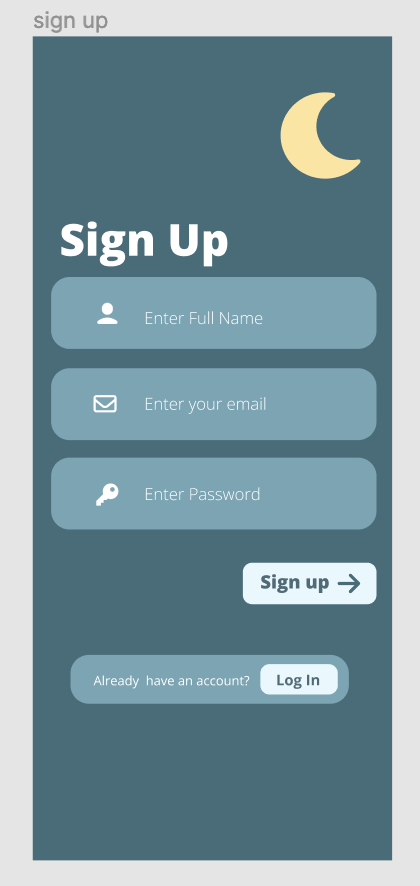 sign up
Sign Up
Enter Full Name
Enter your email
Enter Password
Sign up
Already have an account? Log In